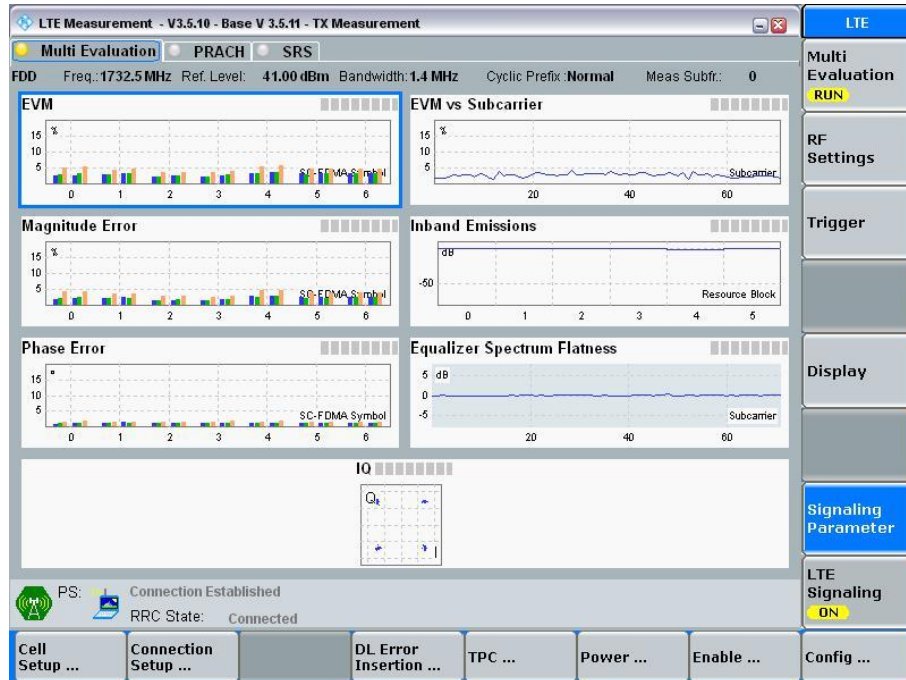 LTE Measurement - V3.5.10 - Base V 3.5.11 - TX Measurement
LTE
Multi Evaluation PRACH SRS
FDD Freq.: 1732.5 MHz Ref. Level: 41.00 dBm Bandwidth: 1.4 MHz Cyclic Prefix : Normal Meas Subfr.: 0
Multi
Evaluation
RUN
EVM
%
15
10
5
SC-FDMA Symbol
0 1 2 3 4 5 6
EVM vs Subcarrier
%
15
10
5
Subcarrier
20 40 60
RF
Settings
Magnitude Error
%
15
10
5
SC-FDMA Symbol
0 1 2 3 4 5 6
Inband Emissions
dB
-50
Resource Block
0 1 2 3 4 5
Trigger
Phase Error
°
15
10
5
SC-FDMA Symbol
0 1 2 3 4 5 6
Equalizer Spectrum Flatness
5 dB
0
-5
Subcarrier
20 40 60
Display
IQ
Q
I
Signaling
Parameter
PS: Connection Established
RRC State: Connected
LTE
Signaling
ON
Cell
Setup ...
Connection
Setup ...
DL Error
Insertion ...
TPC ...
Power ...
Enable ...
Config ...